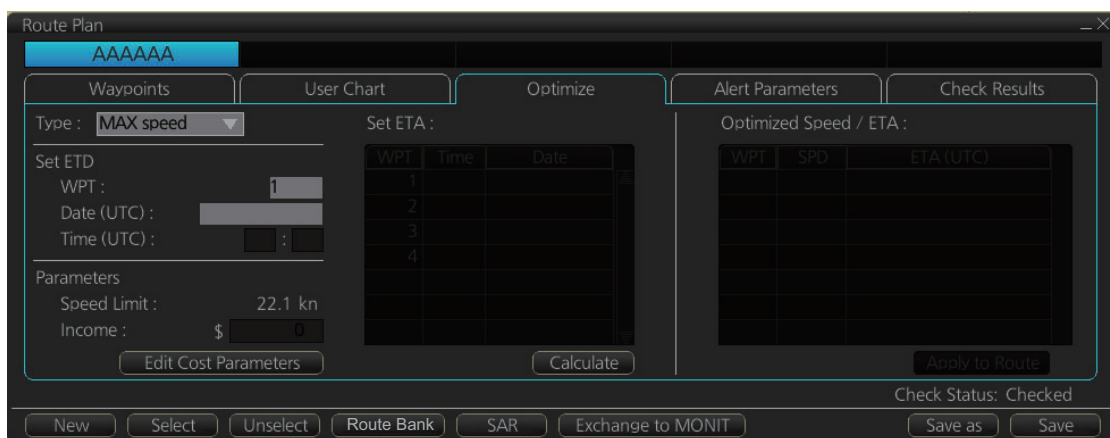 Route Plan
AAAAAA
Waypoints User Chart Optimize Alert Parameters Check Results
Type : MAX speed
Set ETD
WPT : 1
Date (UTC) :
Time (UTC) : :
Parameters
Speed Limit : 22.1 kn
Income : $ 0
Edit Cost Parameters
Set ETA :
WPT Time Date
1
2
3
4
Calculate
Optimized Speed / ETA :
WPT SPD ETA (UTC)
Apply to Route
Check Status: Checked
New Select Unselect Route Bank SAR Exchange to MONIT Save as Save